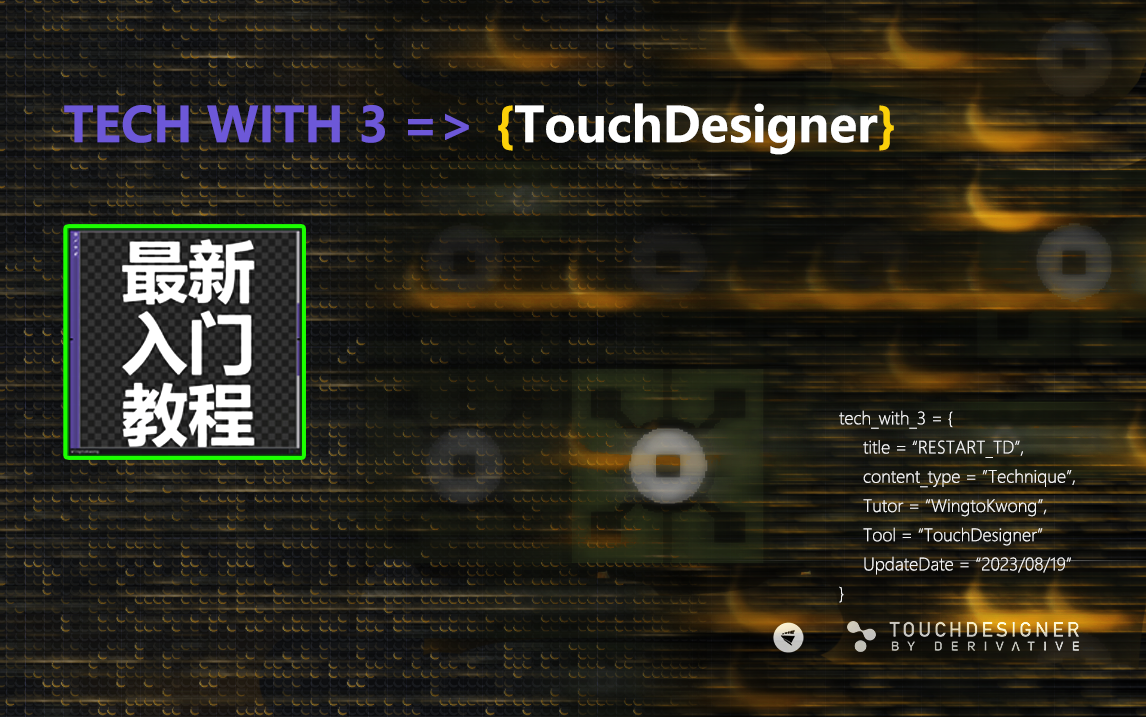 TECH WITH 3 => {TouchDesigner}
最新
入门
教程
tech_with_3 = {
title = “RESTART_TD”,
content_type = “Technique”,
Tutor = “WingtoKwong”,
Tool = “TouchDesigner”
UpdateDate = “2023/08/19”
}
TOUCHDESIGNER
BY DERIVATIVE